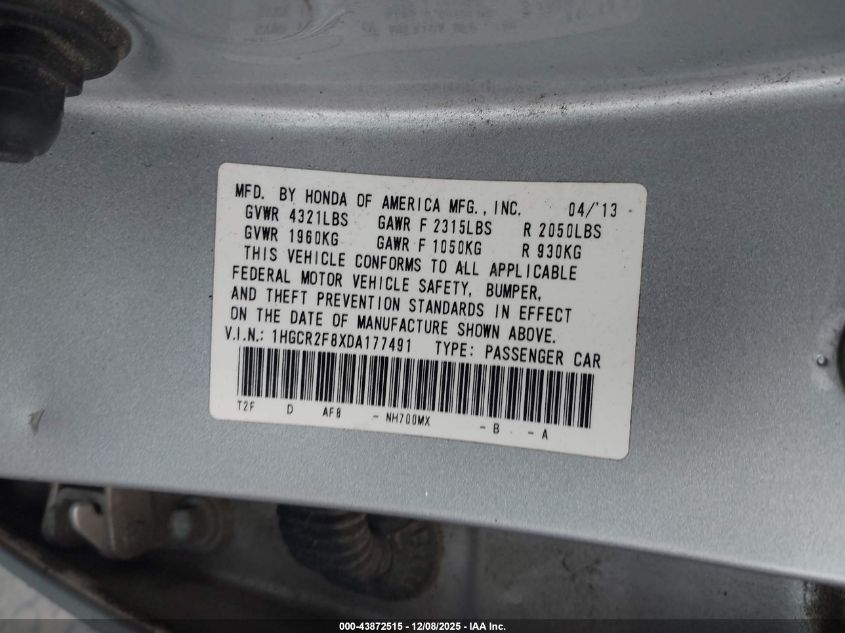 MFD. BY HONDA OF AMERICA MFG., INC. 04/'13
GVWR 4321LBS GAWR F 2315LBS R 2050LBS
GVWR 1960KG GAWR F 1050KG R 930KG
THIS VEHICLE CONFORMS TO ALL APPLICABLE
FEDERAL MOTOR VEHICLE SAFETY, BUMPER,
AND THEFT PREVENTION STANDARDS IN EFFECT
ON THE DATE OF MANUFACTURE SHOWN ABOVE.
V.I.N.: 1HGCR2F8XDA177491 TYPE: PASSENGER CAR
T2F D AF8 - NH700MX - B - A
000-43872515 - 12/08/2025 - IAA Inc.